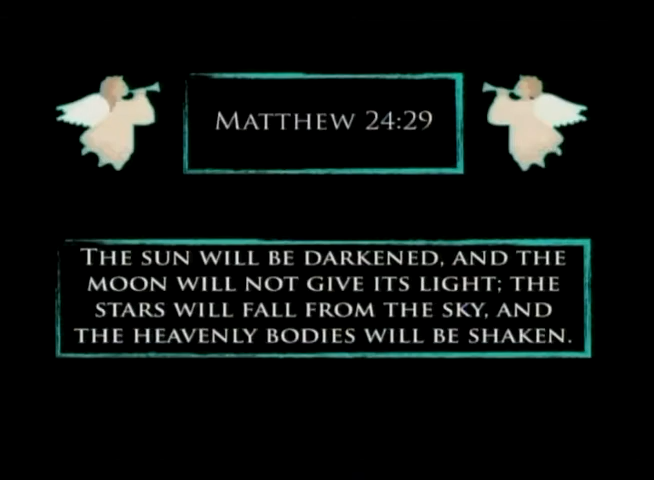 MATTHEW 24:29
THE SUN WILL BE DARKENED, AND THE
MOON WILL NOT GIVE ITS LIGHT; THE
STARS WILL FALL FROM THE SKY, AND
THE HEAVENLY BODIES WILL BE SHAKEN.